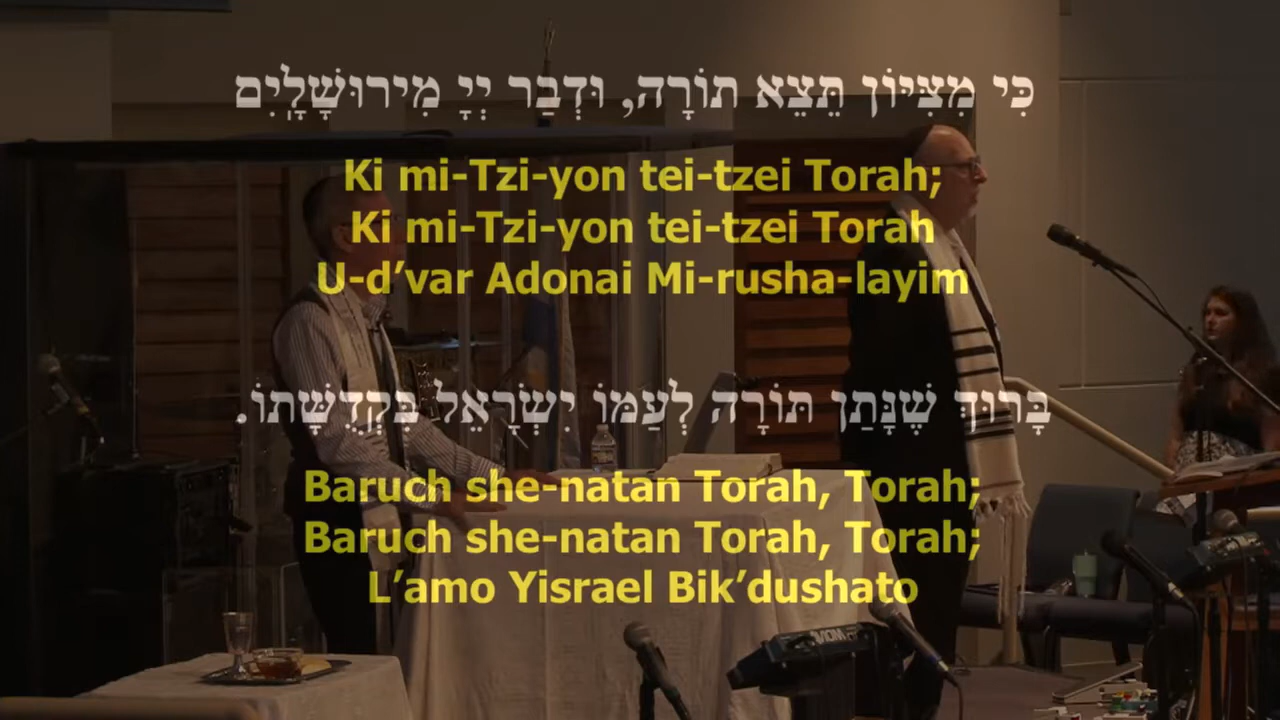 כִּי מִצִּיּוֹן תֵּצֵא תוֹרָה, וּדְבַר יְיָ מִירוּשָׁלָֽיִם
Ki mi-Tzi-yon tei-tzei Torah;
Ki mi-Tzi-yon tei-tzei Torah
U-d’var Adonai Mi-rusha-layim
בָּרוּךְ שֶׁנָּתַן תּוֹרָה לְעַמּוֹ יִשְׂרָאֵל בִּקְדֻשָּׁתוֹ.
Baruch she-natan Torah, Torah;
Baruch she-natan Torah, Torah;
L’amo Yisrael Bik’dushato